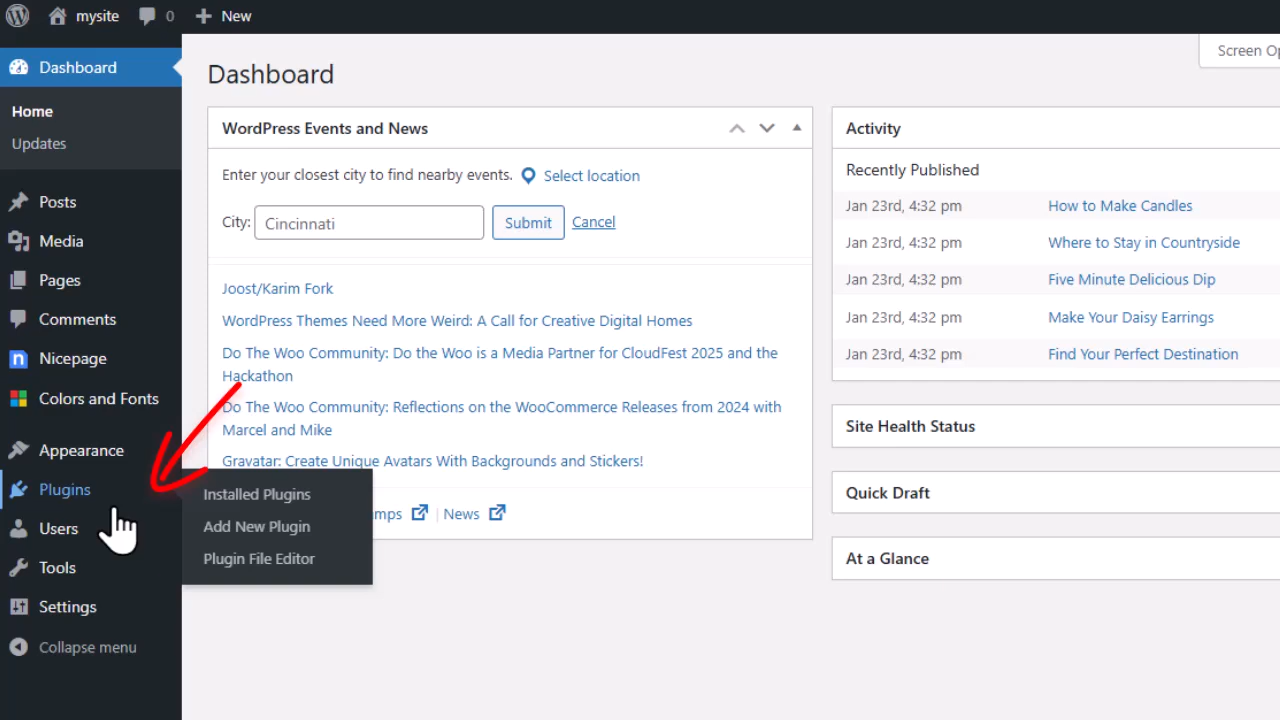 mysite 0 New
Screen Op
Dashboard
Home
Updates
Posts
Media
Pages
Comments
Nicepage
Colors and Fonts
Appearance
Plugins
Users
Tools
Settings
Collapse menu
Installed Plugins
Add New Plugin
Plugin File Editor
Dashboard
WordPress Events and News
Enter your closest city to find nearby events. Select location
City: Cincinnati Submit Cancel
Joost/Karim Fork
WordPress Themes Need More Weird: A Call for Creative Digital Homes
Do The Woo Community: Do the Woo is a Media Partner for CloudFest 2025 and the
Hackathon
Do The Woo Community: Reflections on the WooCommerce Releases from 2024 with
Marcel and Mike
Gravatar: Create Unique Avatars With Backgrounds and Stickers!
mps | News
Activity
Recently Published
Jan 23rd, 4:32 pm How to Make Candles
Jan 23rd, 4:32 pm Where to Stay in Countryside
Jan 23rd, 4:32 pm Five Minute Delicious Dip
Jan 23rd, 4:32 pm Make Your Daisy Earrings
Jan 23rd, 4:32 pm Find Your Perfect Destination
Site Health Status
Quick Draft
At a Glance